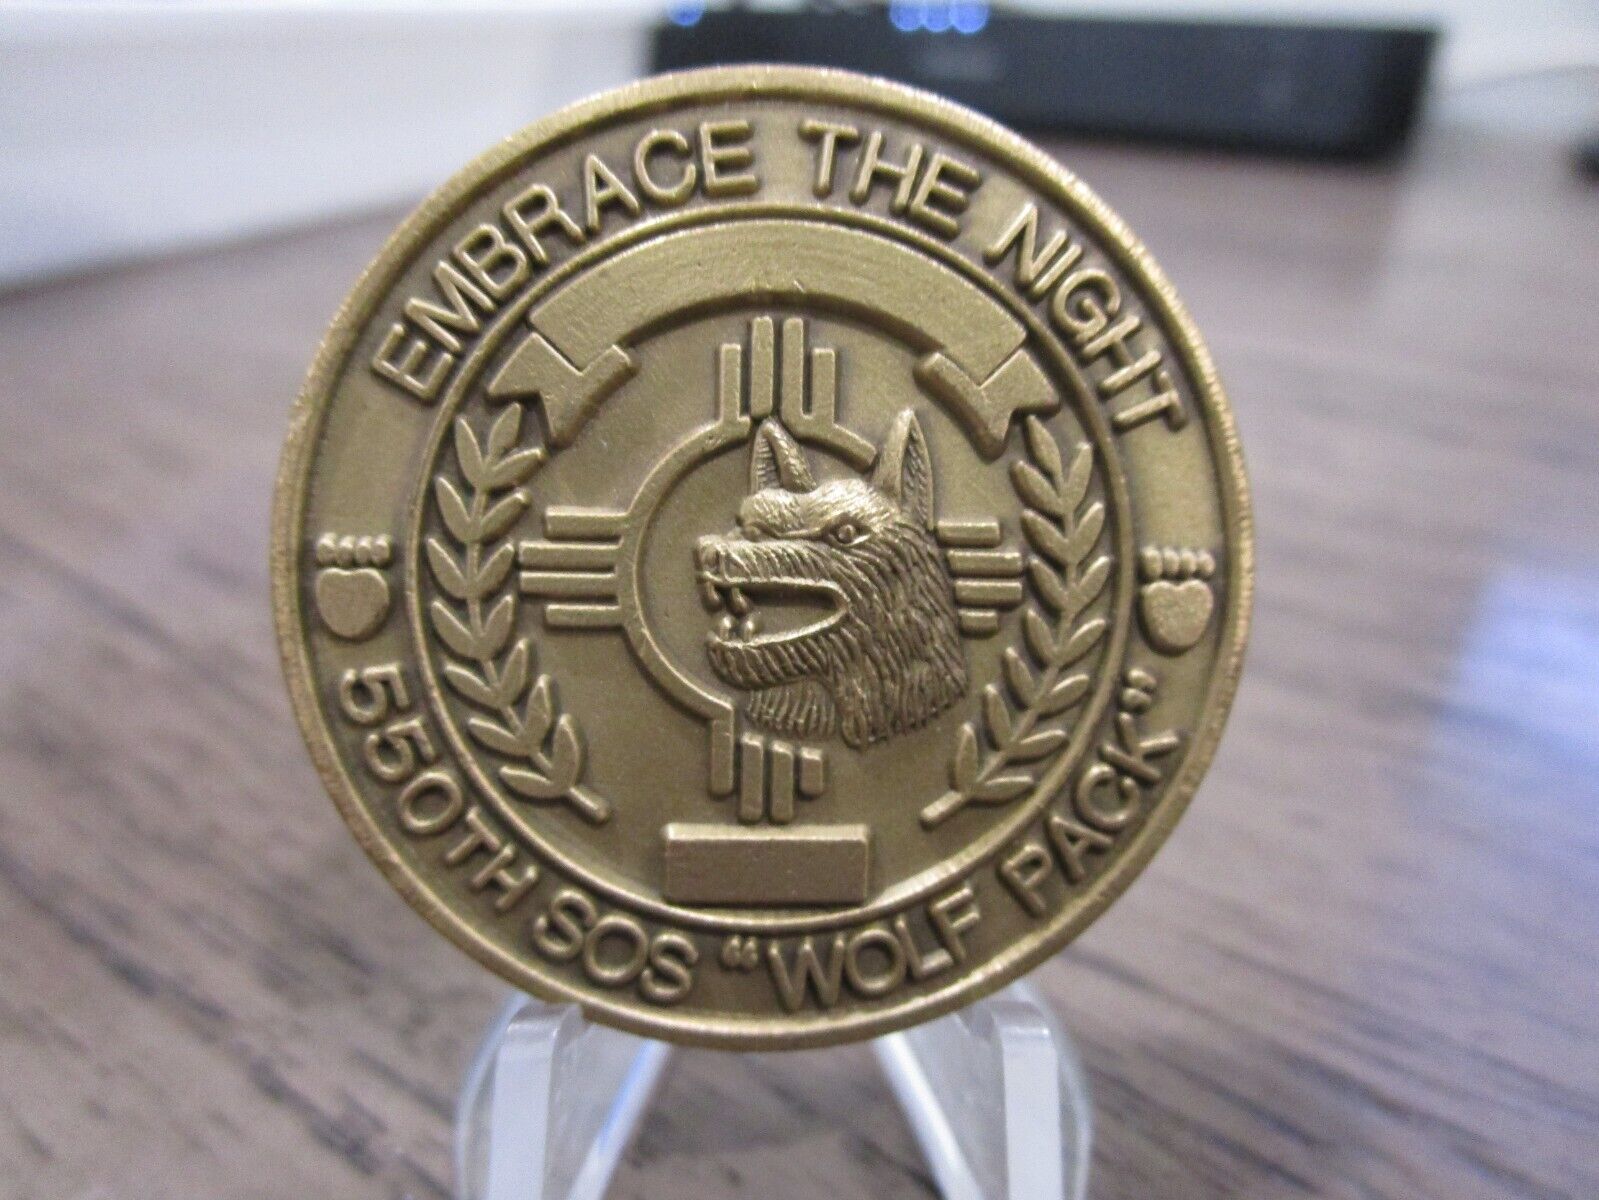 EMBRACE THE NIGHT
550TH SOS “WOLF PACK”